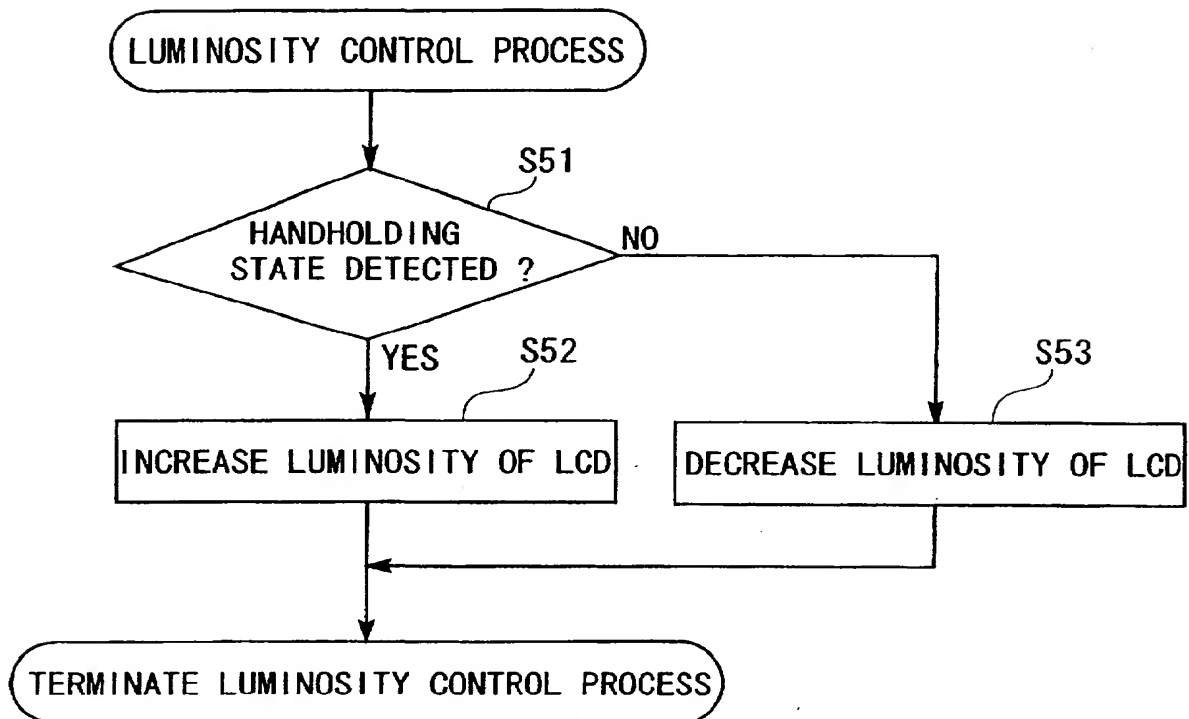 LUMINOSITY CONTROL PROCESS
S51
HANDHOLDING
STATE DETECTED ?
NO
YES
S52
S53
INCREASE LUMINOSITY OF LCD
DECREASE LUMINOSITY OF LCD
TERMINATE LUMINOSITY CONTROL PROCESS